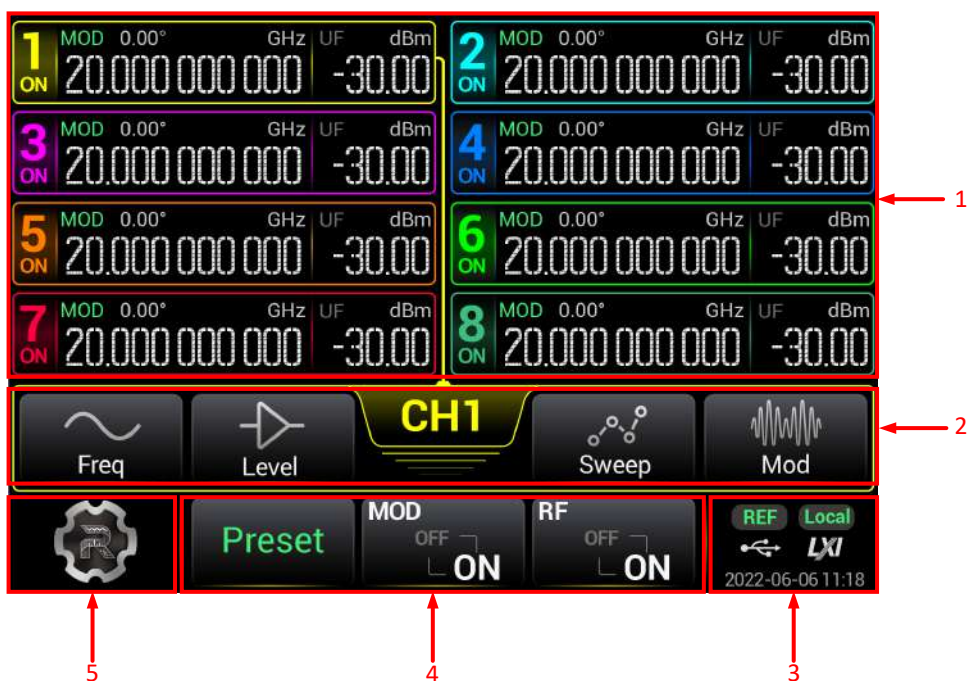 1 MOD 0.00° GHz UF dBm 2 MOD 0.00° GHz UF dBm
ON 20.000 000 000 -30.00 ON 20.000 000 000 -30.00
3 MOD 0.00° GHz UF dBm 4 MOD 0.00° GHz UF dBm
ON 20.000 000 000 -30.00 ON 20.000 000 000 -30.00
1
5 MOD 0.00° GHz UF dBm 6 MOD 0.00° GHz UF dBm
ON 20.000 000 000 -30.00 ON 20.000 000 000 -30.00
7 MOD 0.00° GHz UF dBm 8 MOD 0.00° GHz UF dBm
ON 20.000 000 000 -30.00 ON 20.000 000 000 -30.00
CH1
2
Freq Level Sweep Mod
R
Preset
MOD
OFF
ON
RF
OFF
ON
REF Local
LXI
2022-06-06 11:18
5 4 3